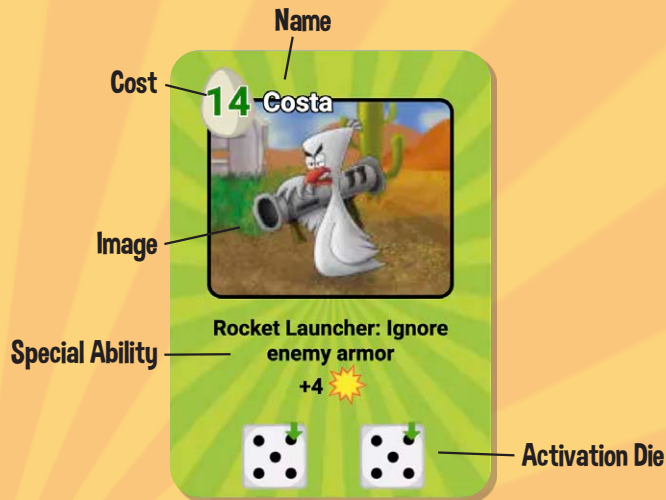 Name
Cost
14 Costa
Image
Special Ability
Rocket Launcher: Ignore
enemy armor
+4
Activation Die